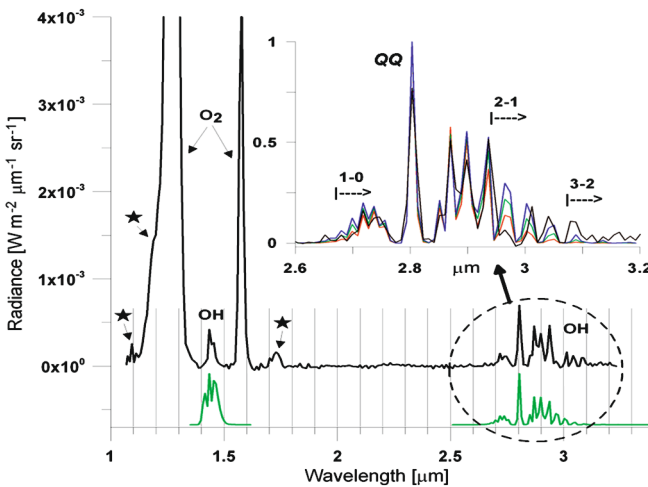 4x10⁻³
3x10⁻³
2x10⁻³
1x10⁻³
0x10⁰
Radiance [W m⁻² μm⁻¹ sr⁻¹]
O₂
OH
OH
1
1.5
2
2.5
3
Wavelength [μm]
1
0.5
0
QQ
1-0
2-1
3-2
2.6
2.8
3.0
3.2
μm